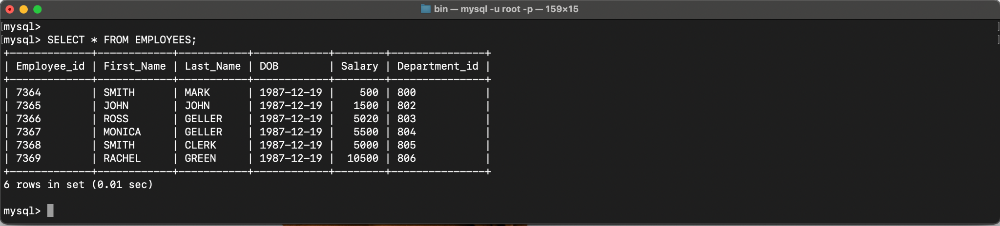 bin — mysql -u root -p — 159×15
mysql>
mysql> SELECT * FROM EMPLOYEES;
+-------------+------------+-----------+------------+--------+---------------+
| Employee_id | First_Name | Last_Name | DOB        | Salary | Department_id |
+-------------+------------+-----------+------------+--------+---------------+
| 7364        | SMITH      | MARK      | 1987-12-19 |    500 | 800           |
| 7365        | JOHN       | JOHN      | 1987-12-19 |   1500 | 802           |
| 7366        | ROSS       | GELLER    | 1987-12-19 |   5020 | 803           |
| 7367        | MONICA     | GELLER    | 1987-12-19 |   5500 | 804           |
| 7368        | SMITH      | CLERK     | 1987-12-19 |   5000 | 805           |
| 7369        | RACHEL     | GREEN     | 1987-12-19 |  10500 | 806           |
+-------------+------------+-----------+------------+--------+---------------+
6 rows in set (0.01 sec)
mysql>